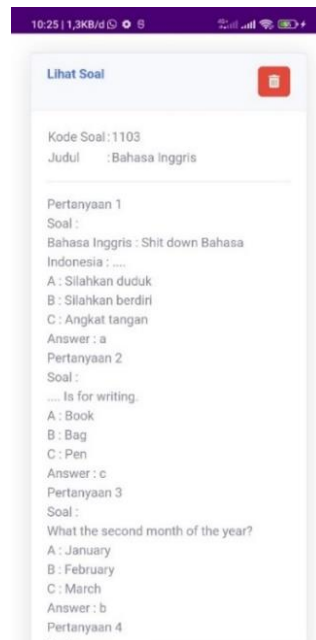 10:25 | 1,3KB/d
Lihat Soal
Kode Soal : 1103
Judul : Bahasa Inggris
Pertanyaan 1
Soal :
Bahasa Inggris : Shit down Bahasa
Indonesia : ....
A : Silahkan duduk
B : Silahkan berdiri
C : Angkat tangan
Answer : a
Pertanyaan 2
Soal :
.... Is for writing.
A : Book
B : Bag
C : Pen
Answer : c
Pertanyaan 3
Soal :
What the second month of the year?
A : January
B : February
C : March
Answer : b
Pertanyaan 4